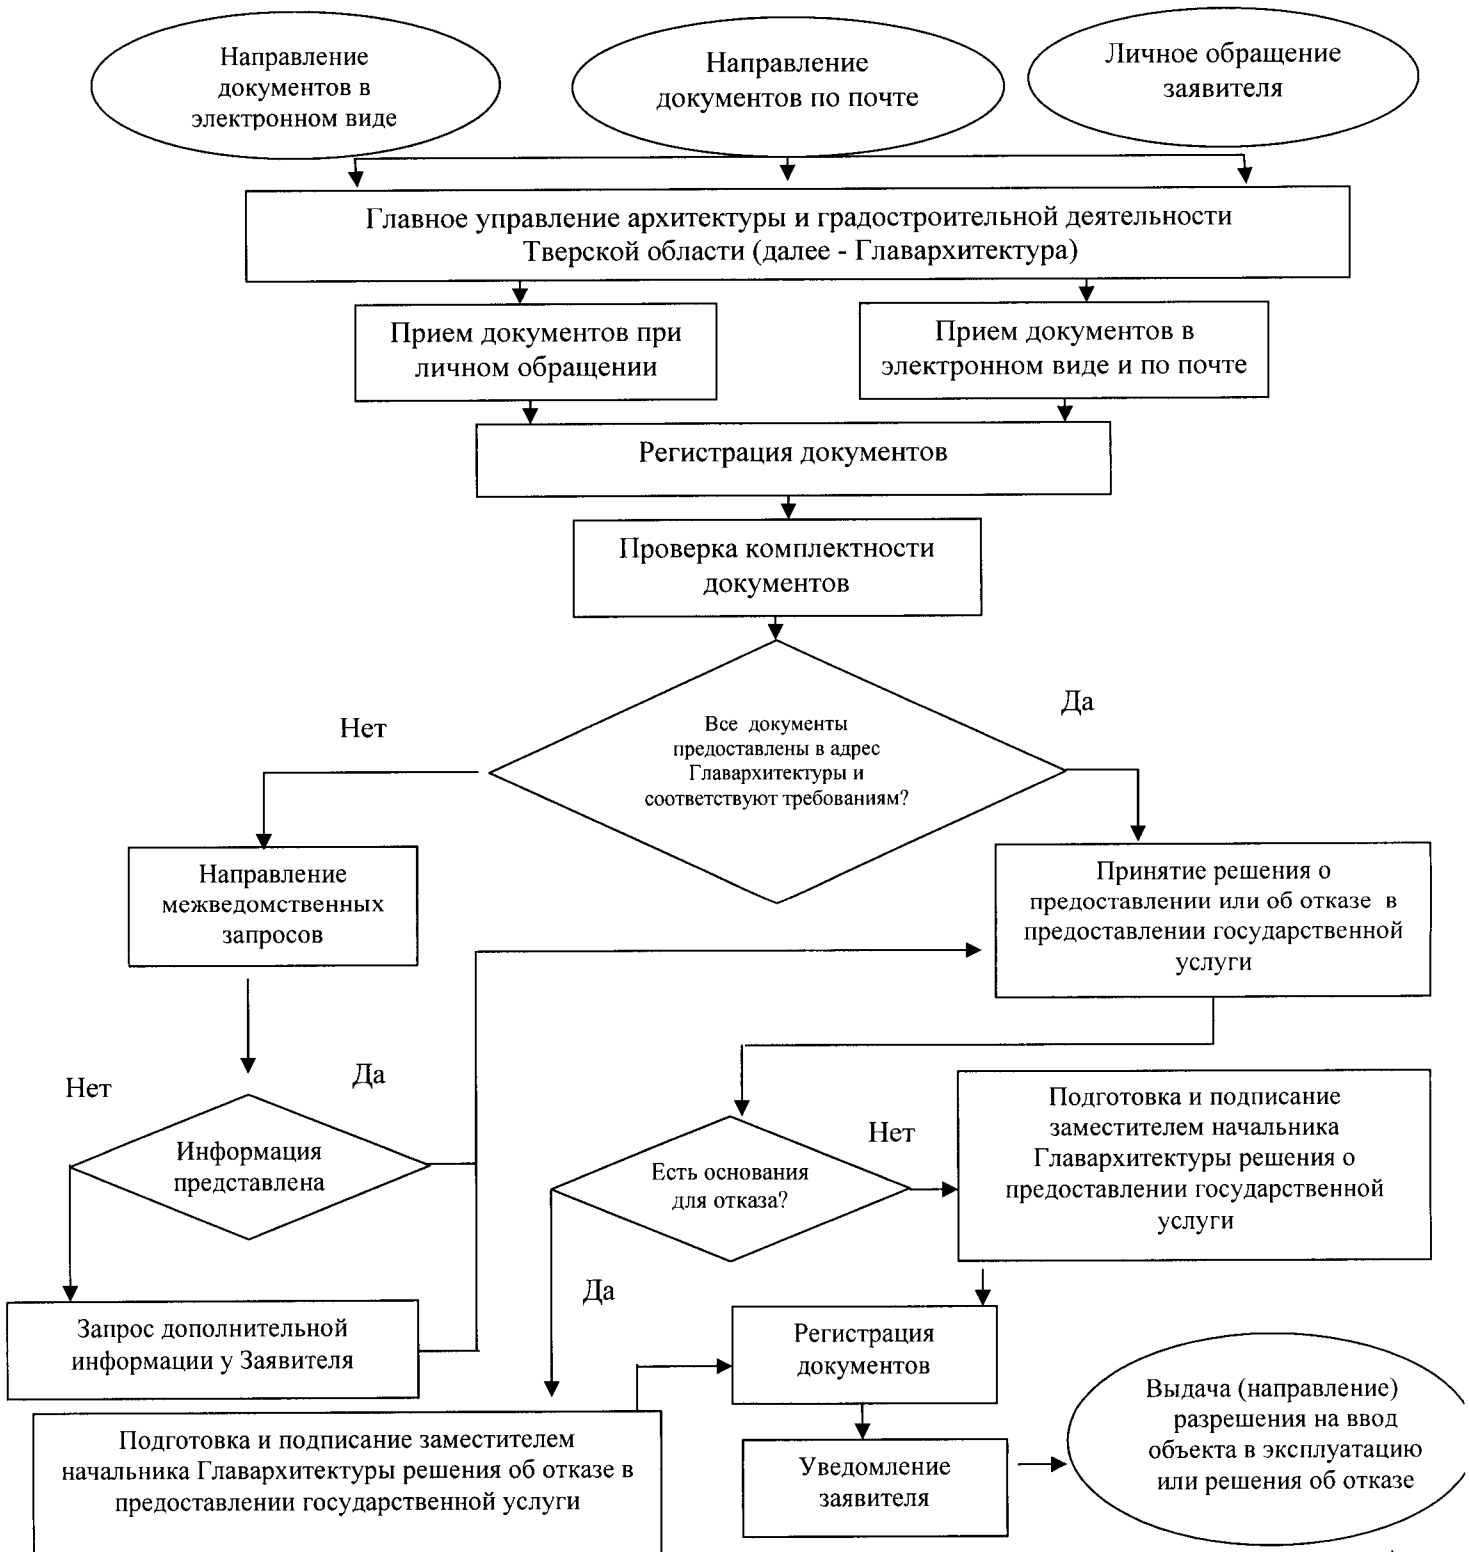 Направление
документов в
электронном виде
Направление
документов по почте
Личное обращение
заявителя
Главное управление архитектуры и градостроительной деятельности
Тверской области (далее - Главархитектура)
Прием документов при
личном обращении
Прием документов в
электронном виде и по почте
Регистрация документов
Проверка комплектности
документов
Нет
Да
Все документы
предоставлены в адрес
Главархитектуры и
соответствуют требованиям?
Направление
межведомственных
запросов
Принятие решения о
предоставлении или об отказе в
предоставлении государственной
услуги
Нет
Да
Информация
представлена
Есть основания
для отказа?
Нет
Подготовка и подписание
заместителем начальника
Главархитектуры решения о
предоставлении государственной
услуги
Да
Запрос дополнительной
информации у Заявителя
Регистрация
документов
Подготовка и подписание заместителем
начальника Главархитектуры решения об отказе в
предоставлении государственной услуги
Уведомление
заявителя
Выдача (направление)
разрешения на ввод
объекта в эксплуатацию
или решения об отказе